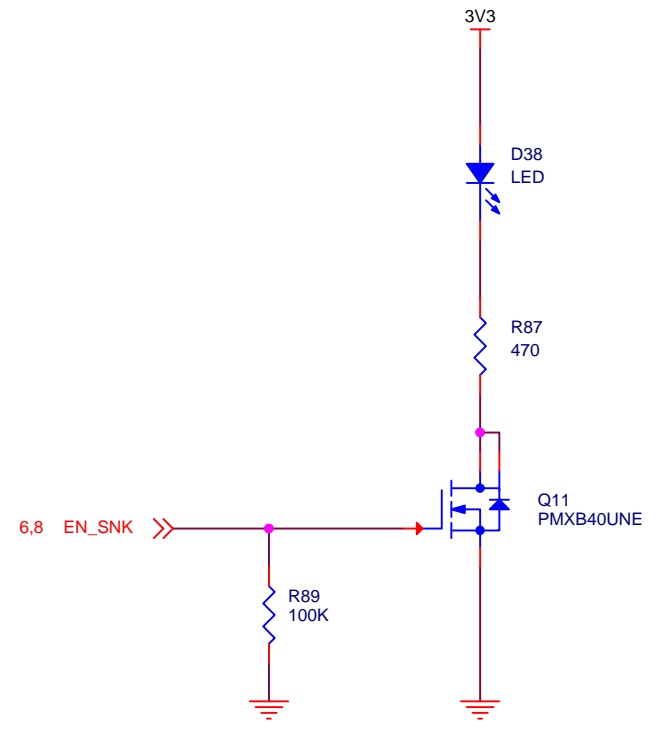 3V3
D38
LED
R87
470
Q11
PMXB40UNE
6,8 EN_SNK
R89
100K